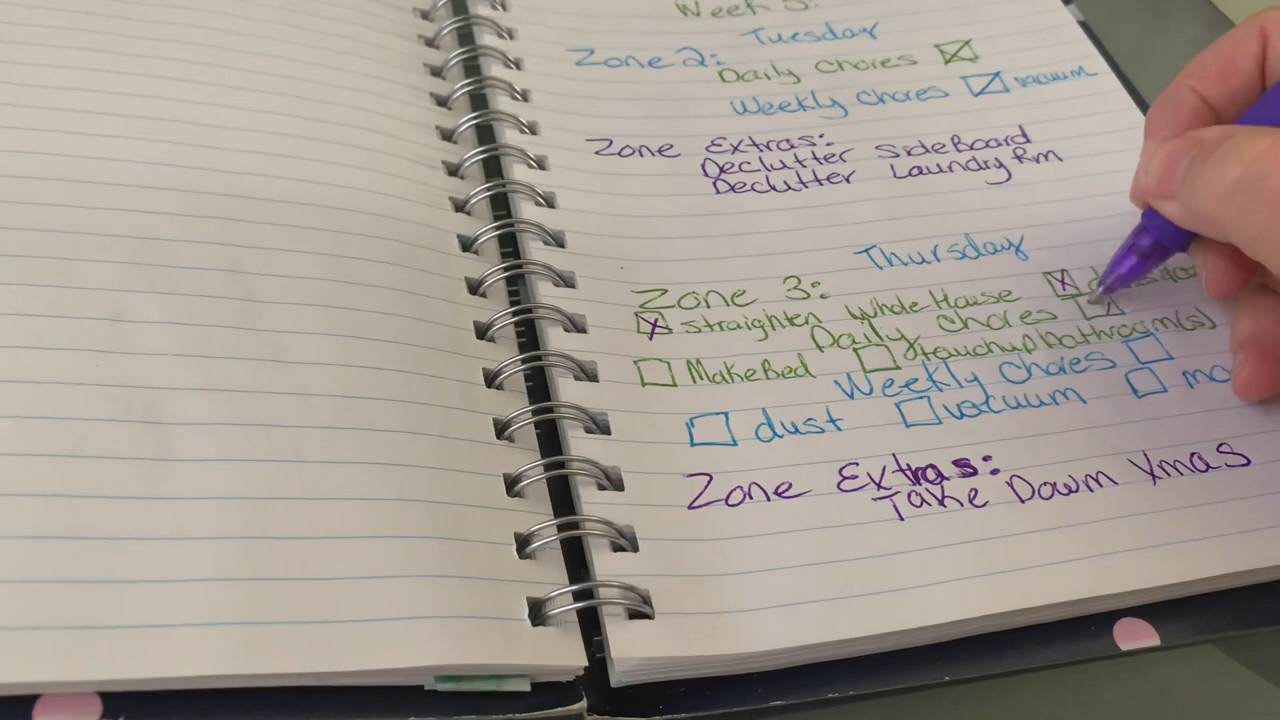 Week 5:
Tuesday
Zone 2:
Daily Chores
Weekly Chores vacuum
Zone Extras:
Declutter SideBoard
Declutter Laundry Rm
Thursday
Zone 3:
straighten Whole House
Daily Chores
Make Bed touchup bathroom(s)
Weekly Chores
dust vacuum
Zone Extras:
Take Down Xmas